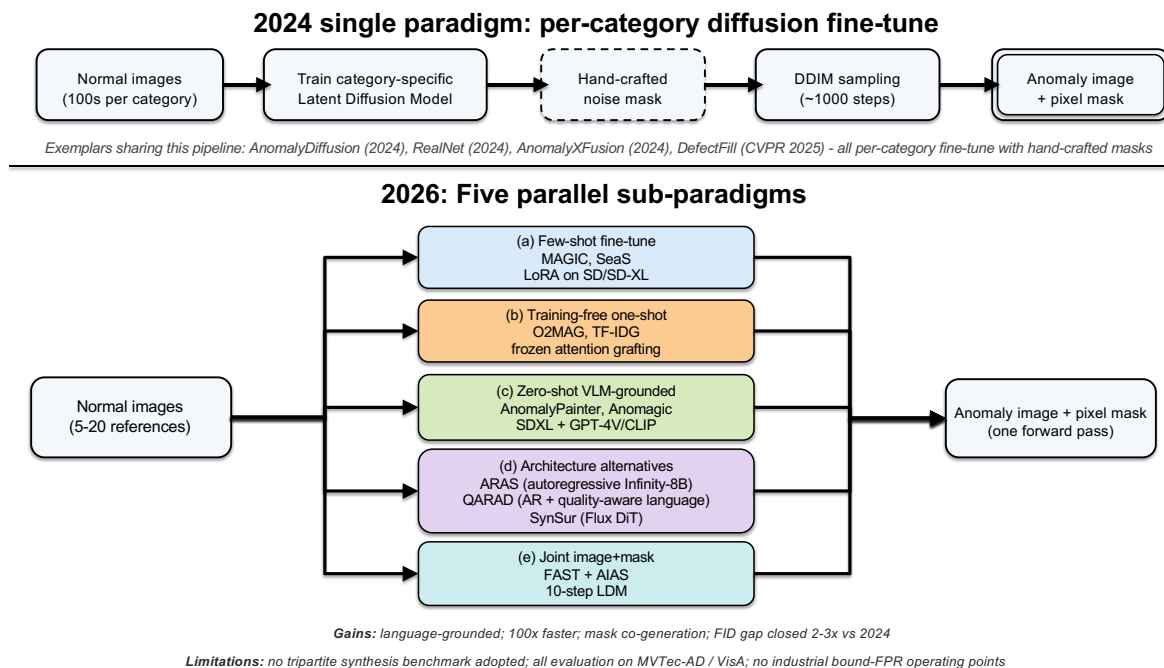 2024 single paradigm: per-category diffusion fine-tune
Normal images
(100s per category)
Train category-specific
Latent Diffusion Model
Hand-crafted
noise mask
DDIM sampling
(~1000 steps)
Anomaly image
+ pixel mask
Exemplars sharing this pipeline: AnomalyDiffusion (2024), RealNet (2024), AnomalyXFusion (2024), DefectFill (CVPR 2025) - all per-category fine-tune with hand-crafted masks
2026: Five parallel sub-paradigms
Normal images
(5-20 references)
(a) Few-shot fine-tune
MAGIC, SeaS
LoRA on SD/SD-XL
(b) Training-free one-shot
O2MAG, TF-IDG
frozen attention grafting
(c) Zero-shot VLM-grounded
AnomalyPainter, Anomagic
SDXL + GPT-4V/CLIP
(d) Architecture alternatives
ARAS (autoregressive Infinity-8B)
QARAD (AR + quality-aware language)
SynSur (Flux DiT)
(e) Joint image+mask
FAST + AIAS
10-step LDM
Anomaly image + pixel mask
(one forward pass)
Gains: language-grounded; 100x faster; mask co-generation; FID gap closed 2-3x vs 2024
Limitations: no tripartite synthesis benchmark adopted; all evaluation on MVTec-AD / VisA; no industrial bound-FPR operating points